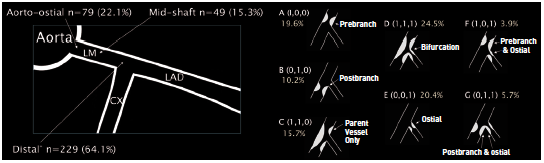 Aorto-ostial n=79 (22.1%)
Mid-shaft n=49 (15.3%)
Aorta
LM
LAD
CX
Distal* n=229 (64.1%)
A (1,0,0)
19.6%
Prebranch
B (0,1,0)
10.2%
Postbranch
C (1,1,0)
15.7%
Parent
Vessel
Only
D (1,1,1) 24.5%
Bifurcation
E (0,0,1) 20.4%
Ostial
F (1,0,1) 3.9%
Prebranch
& Ostial
G (0,1,1) 5.7%
Postbranch & ostial